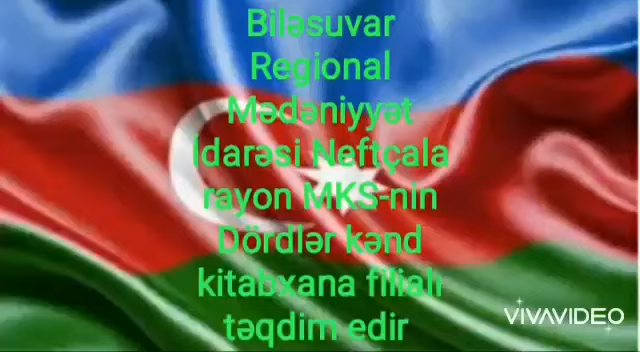 Biləsuvar
Regional
Mədəniyyət
İdarəsi Neftçala
rayon MKS-nin
Dördlər kənd
kitabxana filialı
təqdim edir
VIVAVIDEO